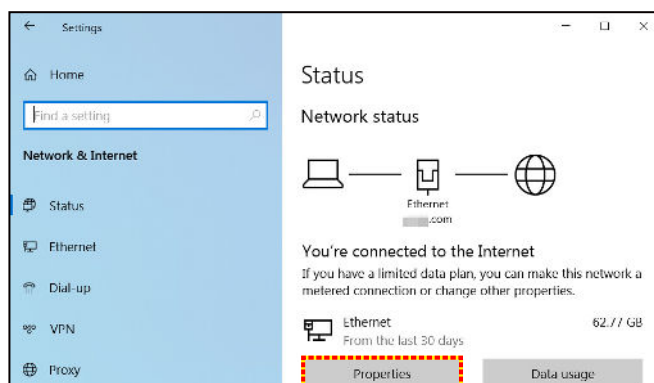 Settings
Home
Find a setting
Network & Internet
Status
Ethernet
Dial-up
VPN
Proxy
Status
Network status
Ethernet
.com
You're connected to the Internet
If you have a limited data plan, you can make this network a
metered connection or change other properties.
Ethernet 62.77 GB
From the last 30 days
Properties Data usage